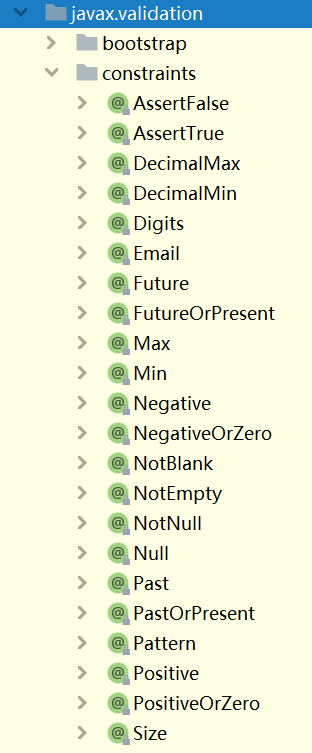 javax.validation
bootstrap
constraints
@ AssertFalse
@ AssertTrue
@ DecimalMax
@ DecimalMin
@ Digits
@ Email
@ Future
@ FutureOrPresent
@ Max
@ Min
@ Negative
@ NegativeOrZero
@ NotBlank
@ NotEmpty
@ NotNull
@ Null
@ Past
@ PastOrPresent
@ Pattern
@ Positive
@ PositiveOrZero
@ Size